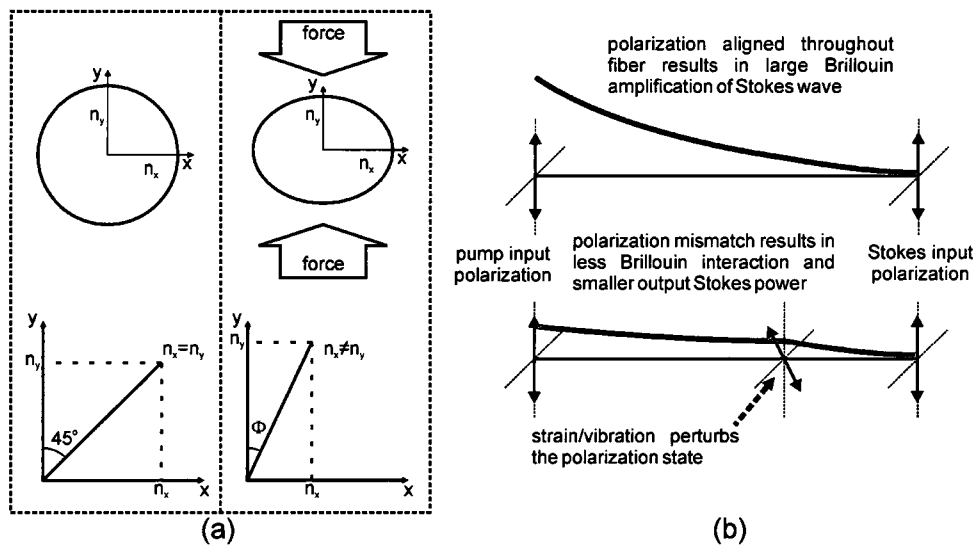 force
y
n_y
n_x
x
y
n_y
n_x
x
force
y
n_y
n_x=n_y
45°
n_x
x
y
n_y
n_x≠n_y
Φ
n_x
x
(a)
polarization aligned throughout
fiber results in large Brillouin
amplification of Stokes wave
pump input
polarization
polarization mismatch results in
less Brillouin interaction and
smaller output Stokes power
Stokes input
polarization
strain/vibration perturbs
the polarization state
(b)